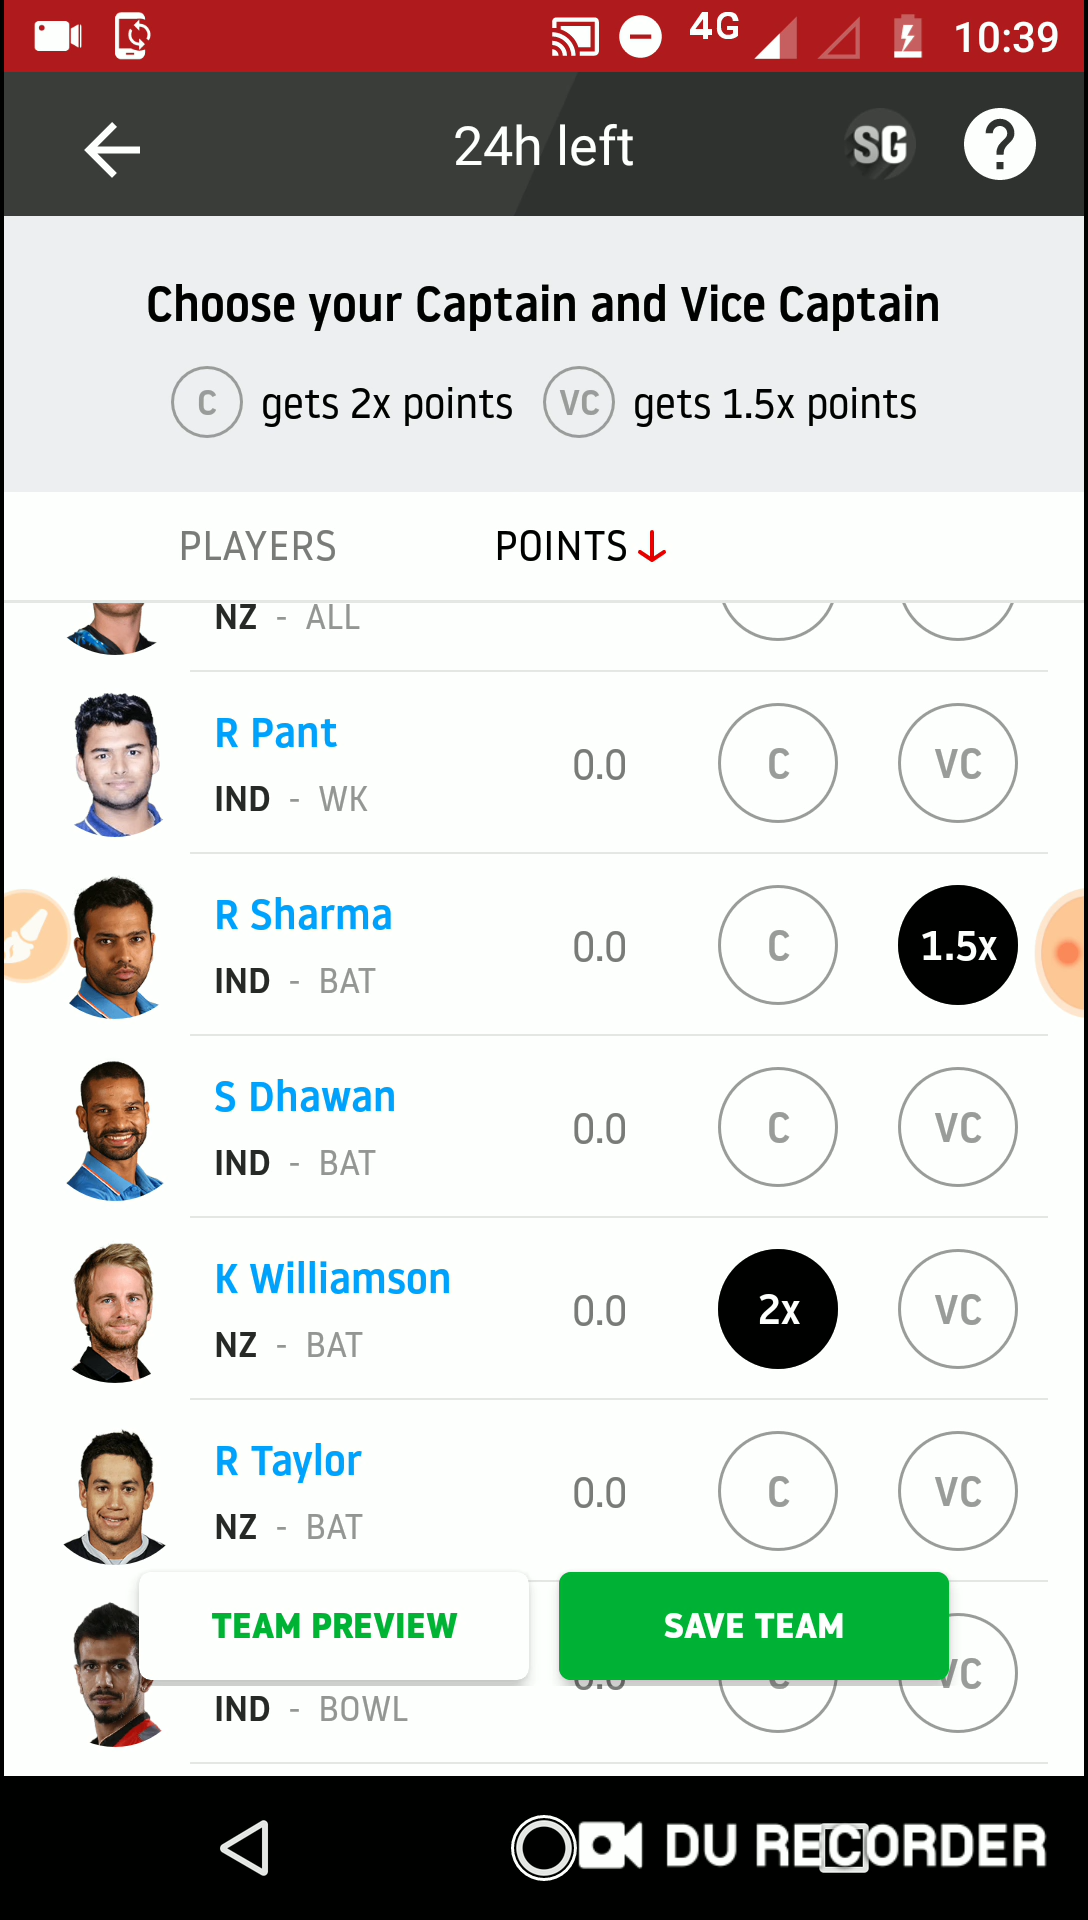 4G 10:39
24h left SG ?
Choose your Captain and Vice Captain
C gets 2x points VC gets 1.5x points
PLAYERS POINTS
NZ - ALL
R Pant
0.0 C VC
IND - WK
R Sharma
0.0 C 1.5x
IND - BAT
S Dhawan
0.0 C VC
IND - BAT
K Williamson
0.0 2x VC
NZ - BAT
R Taylor
0.0 C VC
NZ - BAT
TEAM PREVIEW SAVE TEAM
0.0 C VC
IND - BOWL
DU RECORDER